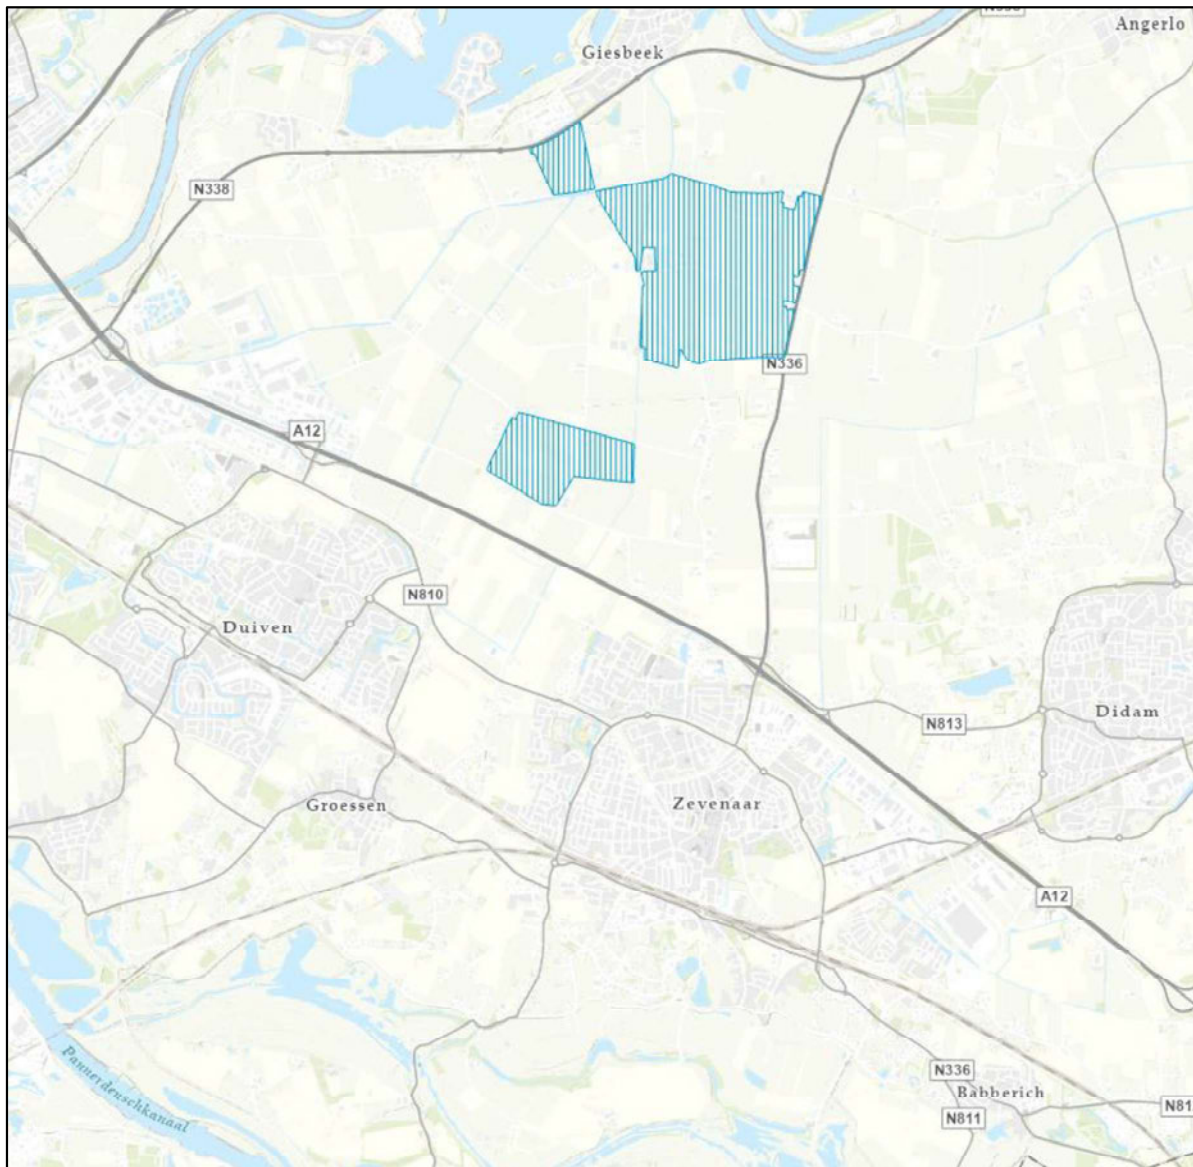 Angerlo
Giesbeek
N338
N336
A12
N810
Duiven
N813
Didam
Groessen
Zevenaar
A12
Pannerdenschkanaal
N336
Babberich
N811